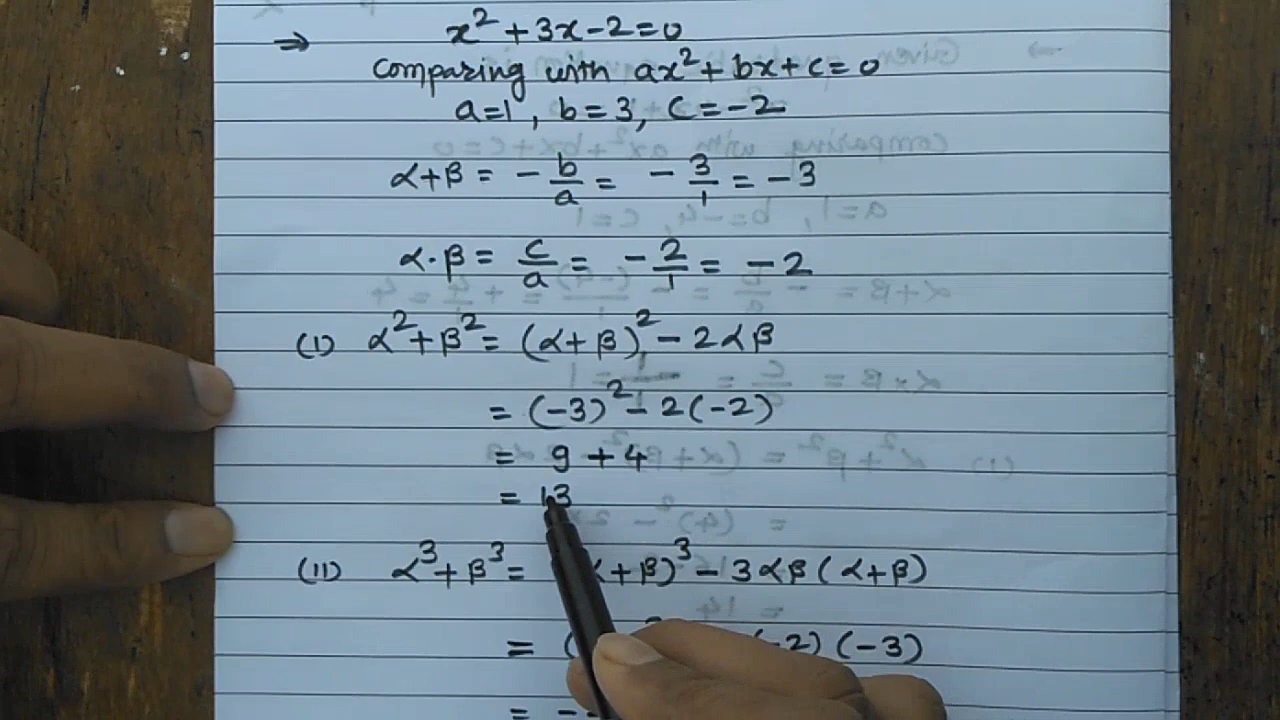 ⇒ x² + 3x - 2 = 0
Comparing with ax² + bx + c = 0
a = 1, b = 3, c = -2
α + β = - b/a = - 3/1 = -3
α · β = c/a = - 2/1 = -2
(I) α² + β² = (α + β)² - 2αβ
= (-3)² - 2(-2)
= 9 + 4
= 13
(II) α³ + β³ = + β)³ - 3αβ(α + β)
= ( -2)(-3)
= -